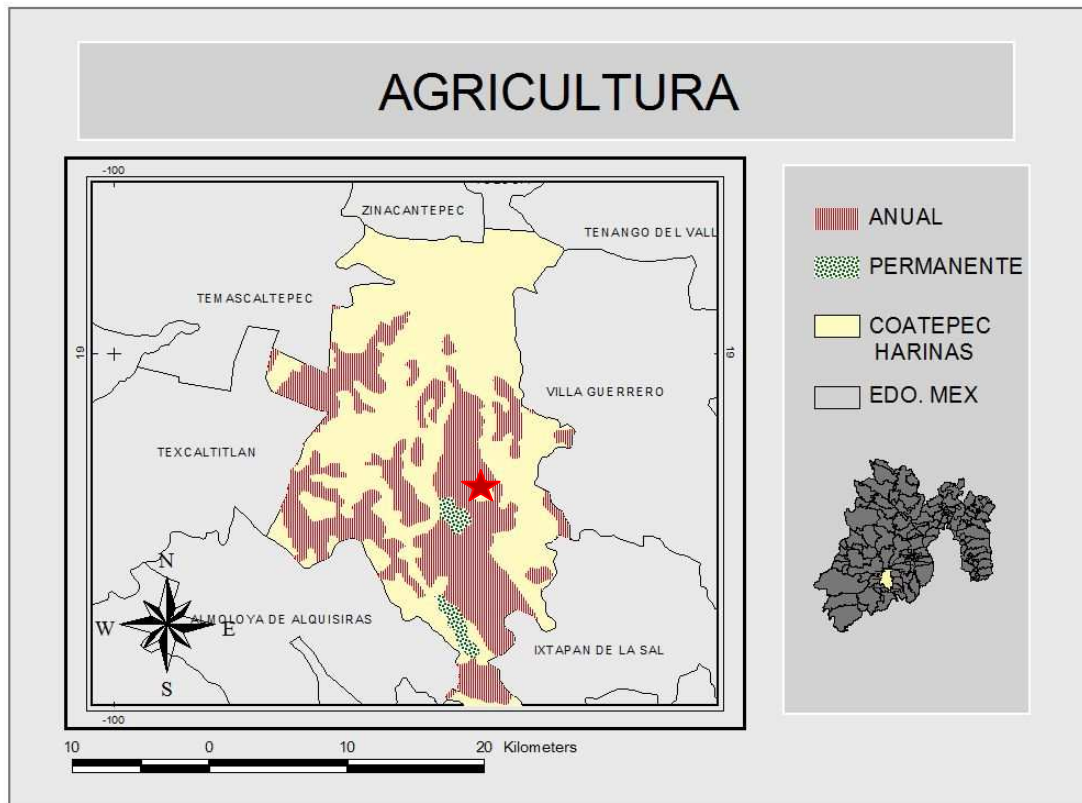 AGRICULTURA
-100
ZINACANTEPEC
TENANGO DEL VALL
TEMASCALTEPEC
19
19
VILLA GUERRERO
TEXCALTITLAN
N
ALMOLOYA DE ALQUISIRAS
W
E
IXTAPAN DE LA SAL
S
-100
10 0 10 20 Kilometers
ANUAL
PERMANENTE
COATEPEC
HARINAS
EDO. MEX